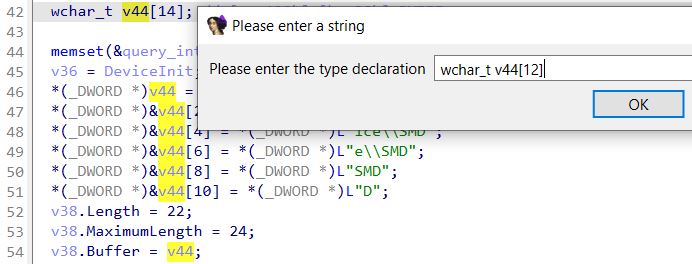 42 wchar_t v44[14];
Please enter a string
44 memset(&query_in
Please enter the type declaration wchar_t v44[12]
45 v36 = DeviceInit;
46 *(_DWORD *)v44 =
OK
47 *(_DWORD *)&v44[2
48 *(_DWORD *)&v44[4] = *(_DWORD *)L"ice\\SMD";
49 *(_DWORD *)&v44[6] = *(_DWORD *)L"e\\SMD";
50 *(_DWORD *)&v44[8] = *(_DWORD *)L"SMD";
51 *(_DWORD *)&v44[10] = *(_DWORD *)L"D";
52 v38.Length = 22;
53 v38.MaximumLength = 24;
54 v38.Buffer = v44;